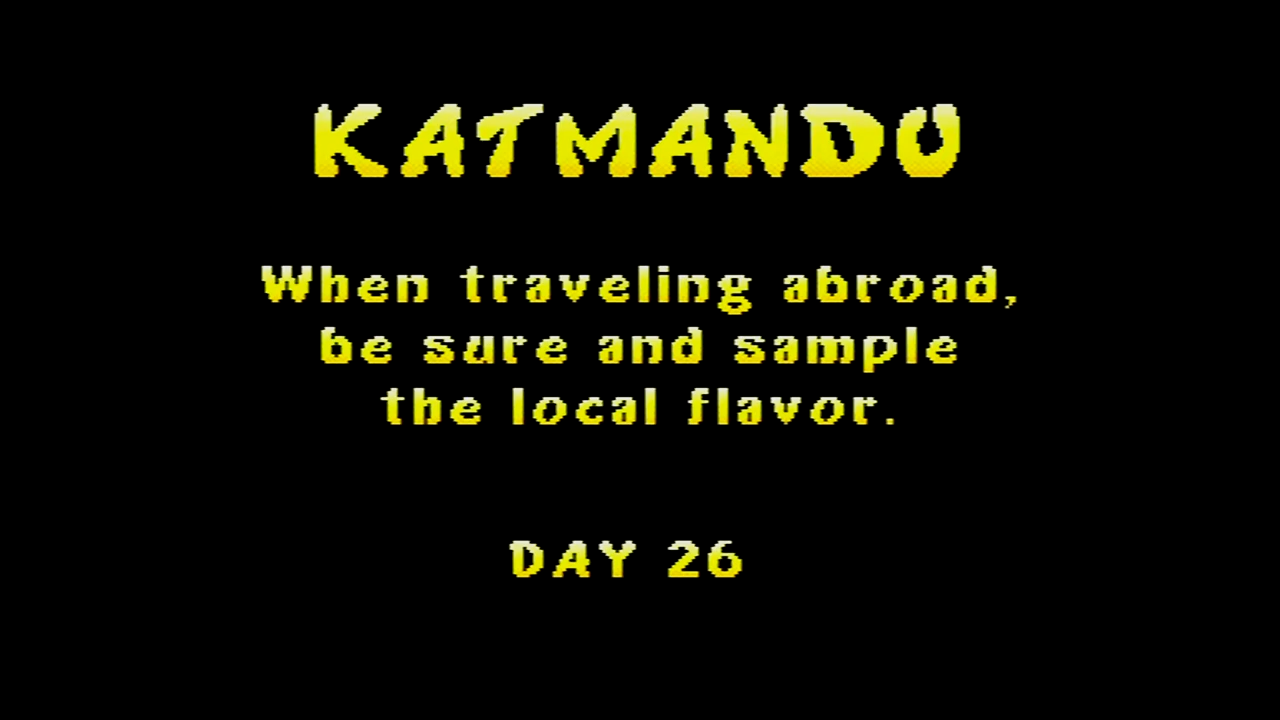 KATMANDU
When traveling abroad,
be sure and sample
the local flavor.
DAY 26